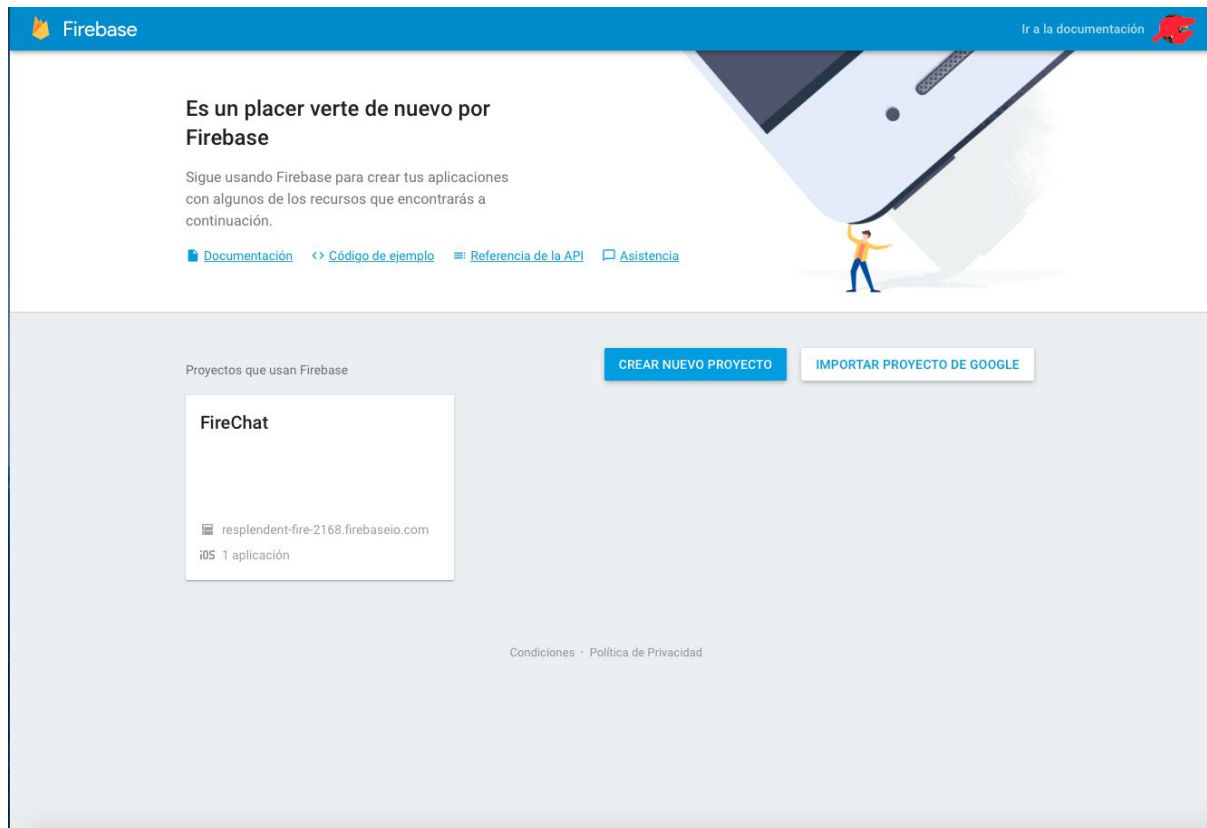 Firebase
Ir a la documentación
Es un placer verte de nuevo por
Firebase
Sigue usando Firebase para crear tus aplicaciones
con algunos de los recursos que encontrarás a
continuación.
Documentación <> Código de ejemplo Referencia de la API Asistencia
Proyectos que usan Firebase
CREAR NUEVO PROYECTO
IMPORTAR PROYECTO DE GOOGLE
FireChat
resplendent-fire-2168.firebaseio.com
iOS 1 aplicación
Condiciones · Política de Privacidad